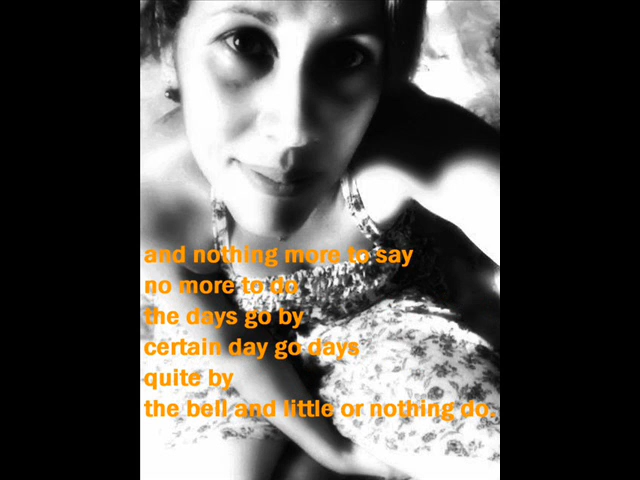 and nothing more to say
no more to do
the days go by
certain day go days
quite by
the bell and little or nothing do.